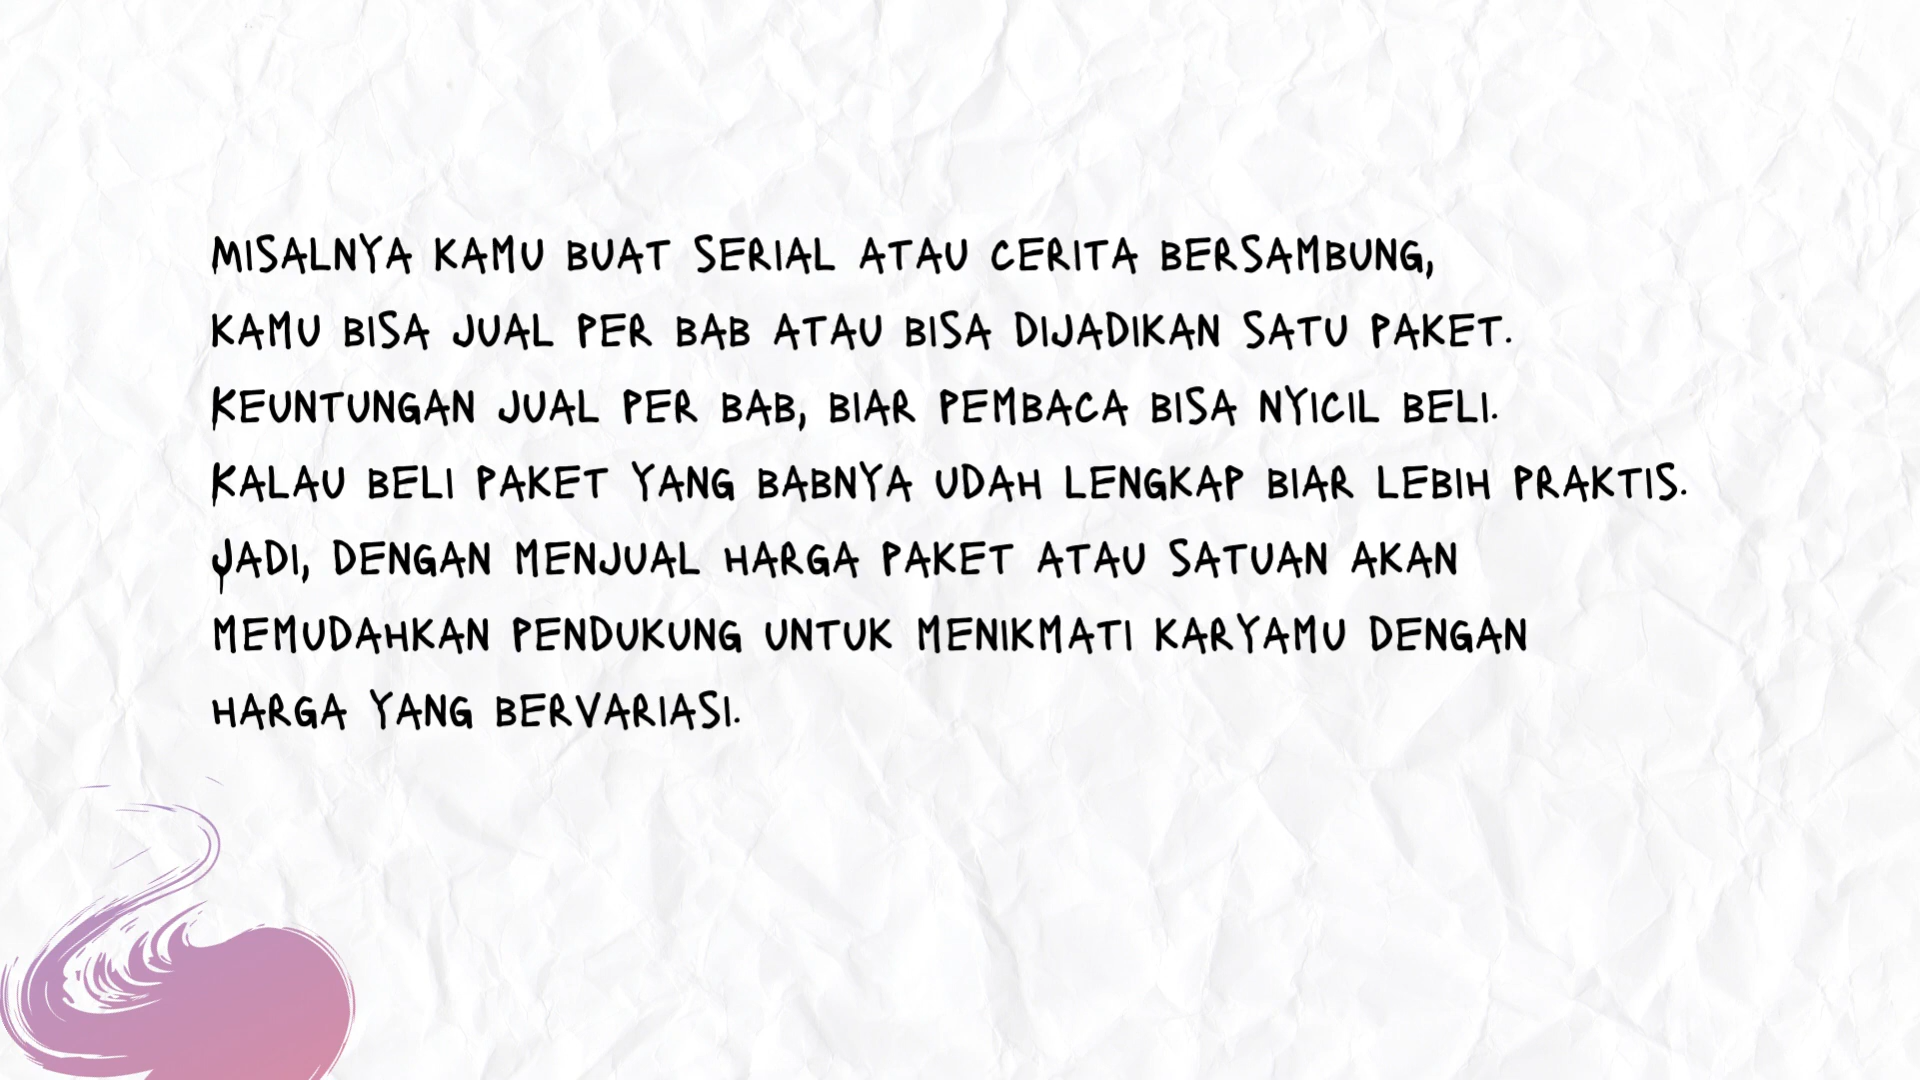 MISALNYA KAMU BUAT SERIAL ATAU CERITA BERSAMBUNG,
KAMU BISA JUAL PER BAB ATAU BISA DIJADIKAN SATU PAKET.
KEUNTUNGAN JUAL PER BAB, BIAR PEMBACA BISA NYICIL BELI.
KALAU BELI PAKET YANG BABNYA UDAH LENGKAP BIAR LEBIH PRAKTIS.
JADI, DENGAN MENJUAL HARGA PAKET ATAU SATUAN AKAN
MEMUDAHKAN PENDUKUNG UNTUK MENIKMATI KARYAMU DENGAN
HARGA YANG BERVARIASI.